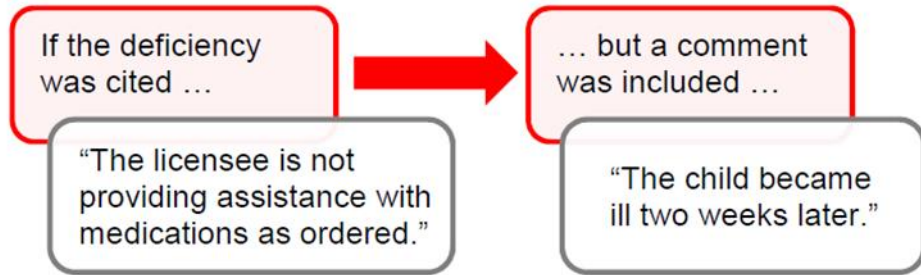 If the deficiency
was cited …
“The licensee is not
providing assistance with
medications as ordered.”
… but a comment
was included …
“The child became
ill two weeks later.”